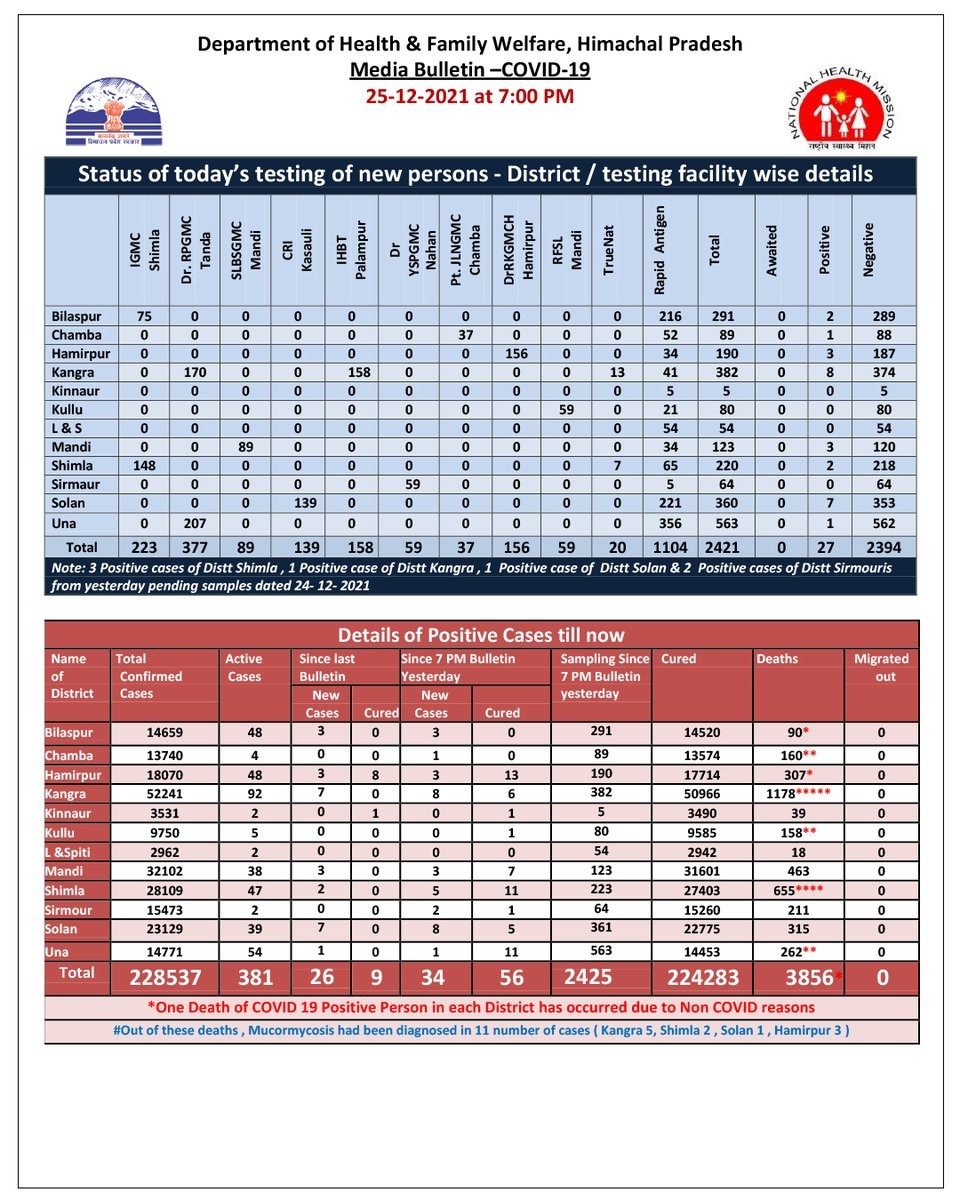 Department of Health & Family Welfare, Himachal Pradesh
Media Bulletin –COVID-19
25-12-2021 at 7:00 PM
हिमाचल प्रदेश सरकार
NATIONAL HEALTH MISSION
राष्ट्रीय स्वास्थ्य मिशन
Status of today's testing of new persons - District / testing facility wise details
IGMC Shimla Dr. RPGMC Tanda SLBSGMC Mandi CRI Kasauli IHBT Palampur Dr YSPGMC Nahan Pt. JLNGMC Chamba DrRKGMCH Hamirpur RFSL Mandi TrueNat Rapid Antigen Total Awaited Positive Negative
Bilaspur 75 0 0 0 0 0 0 0 0 0 216 291 0 2 289
Chamba 0 0 0 0 0 0 37 0 0 0 52 89 0 1 88
Hamirpur 0 0 0 0 0 0 0 156 0 0 34 190 0 3 187
Kangra 0 170 0 0 158 0 0 0 0 13 41 382 0 8 374
Kinnaur 0 0 0 0 0 0 0 0 0 0 5 5 0 0 5
Kullu 0 0 0 0 0 0 0 0 59 0 21 80 0 0 80
L & S 0 0 0 0 0 0 0 0 0 0 54 54 0 0 54
Mandi 0 0 89 0 0 0 0 0 0 0 34 123 0 3 120
Shimla 148 0 0 0 0 0 0 0 0 7 65 220 0 2 218
Sirmaur 0 0 0 0 0 59 0 0 0 0 5 64 0 0 64
Solan 0 0 0 139 0 0 0 0 0 0 221 360 0 7 353
Una 0 207 0 0 0 0 0 0 0 0 356 563 0 1 562
Total 223 377 89 139 158 59 37 156 59 20 1104 2421 0 27 2394
Note: 3 Positive cases of Distt Shimla , 1 Positive case of Distt Kangra , 1 Positive case of Distt Solan & 2 Positive cases of Distt Sirmouris
from yesterday pending samples dated 24- 12- 2021
Details of Positive Cases till now
Name of District Total Confirmed Cases Active Cases Since last Bulletin Since 7 PM Bulletin Yesterday Sampling Since 7 PM Bulletin yesterday Cured Deaths Migrated out
New Cases Cured New Cases Cured
Bilaspur 14659 48 3 0 3 0 291 14520 90* 0
Chamba 13740 4 0 0 1 0 89 13574 160** 0
Hamirpur 18070 48 3 8 3 13 190 17714 307* 0
Kangra 52241 92 7 0 8 6 382 50966 1178***** 0
Kinnaur 3531 2 0 1 0 1 5 3490 39 0
Kullu 9750 5 0 0 0 1 80 9585 158** 0
L &Spiti 2962 2 0 0 0 0 54 2942 18 0
Mandi 32102 38 3 0 3 7 123 31601 463 0
Shimla 28109 47 2 0 5 11 223 27403 655**** 0
Sirmour 15473 2 0 0 2 1 64 15260 211 0
Solan 23129 39 7 0 8 5 361 22775 315 0
Una 14771 54 1 0 1 11 563 14453 262** 0
Total 228537 381 26 9 34 56 2425 224283 3856* 0
*One Death of COVID 19 Positive Person in each District has occurred due to Non COVID reasons
#Out of these deaths , Mucormycosis had been diagnosed in 11 number of cases ( Kangra 5, Shimla 2 , Solan 1 , Hamirpur 3 )